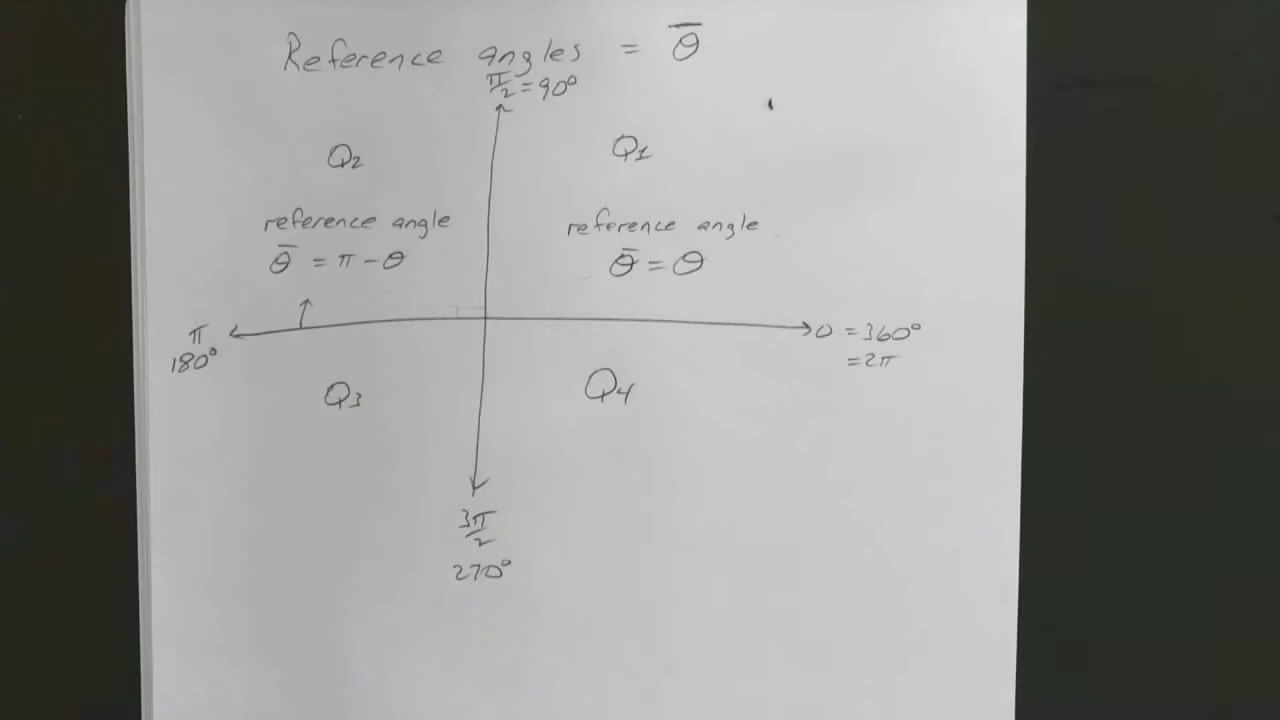 Reference angles = θ̅
π/2 = 90°
Q2
Q1
reference angle
θ̅ = π - θ
reference angle
θ̅ = θ
π
180°
0 = 360°
= 2π
Q3
Q4
3π/2
270°